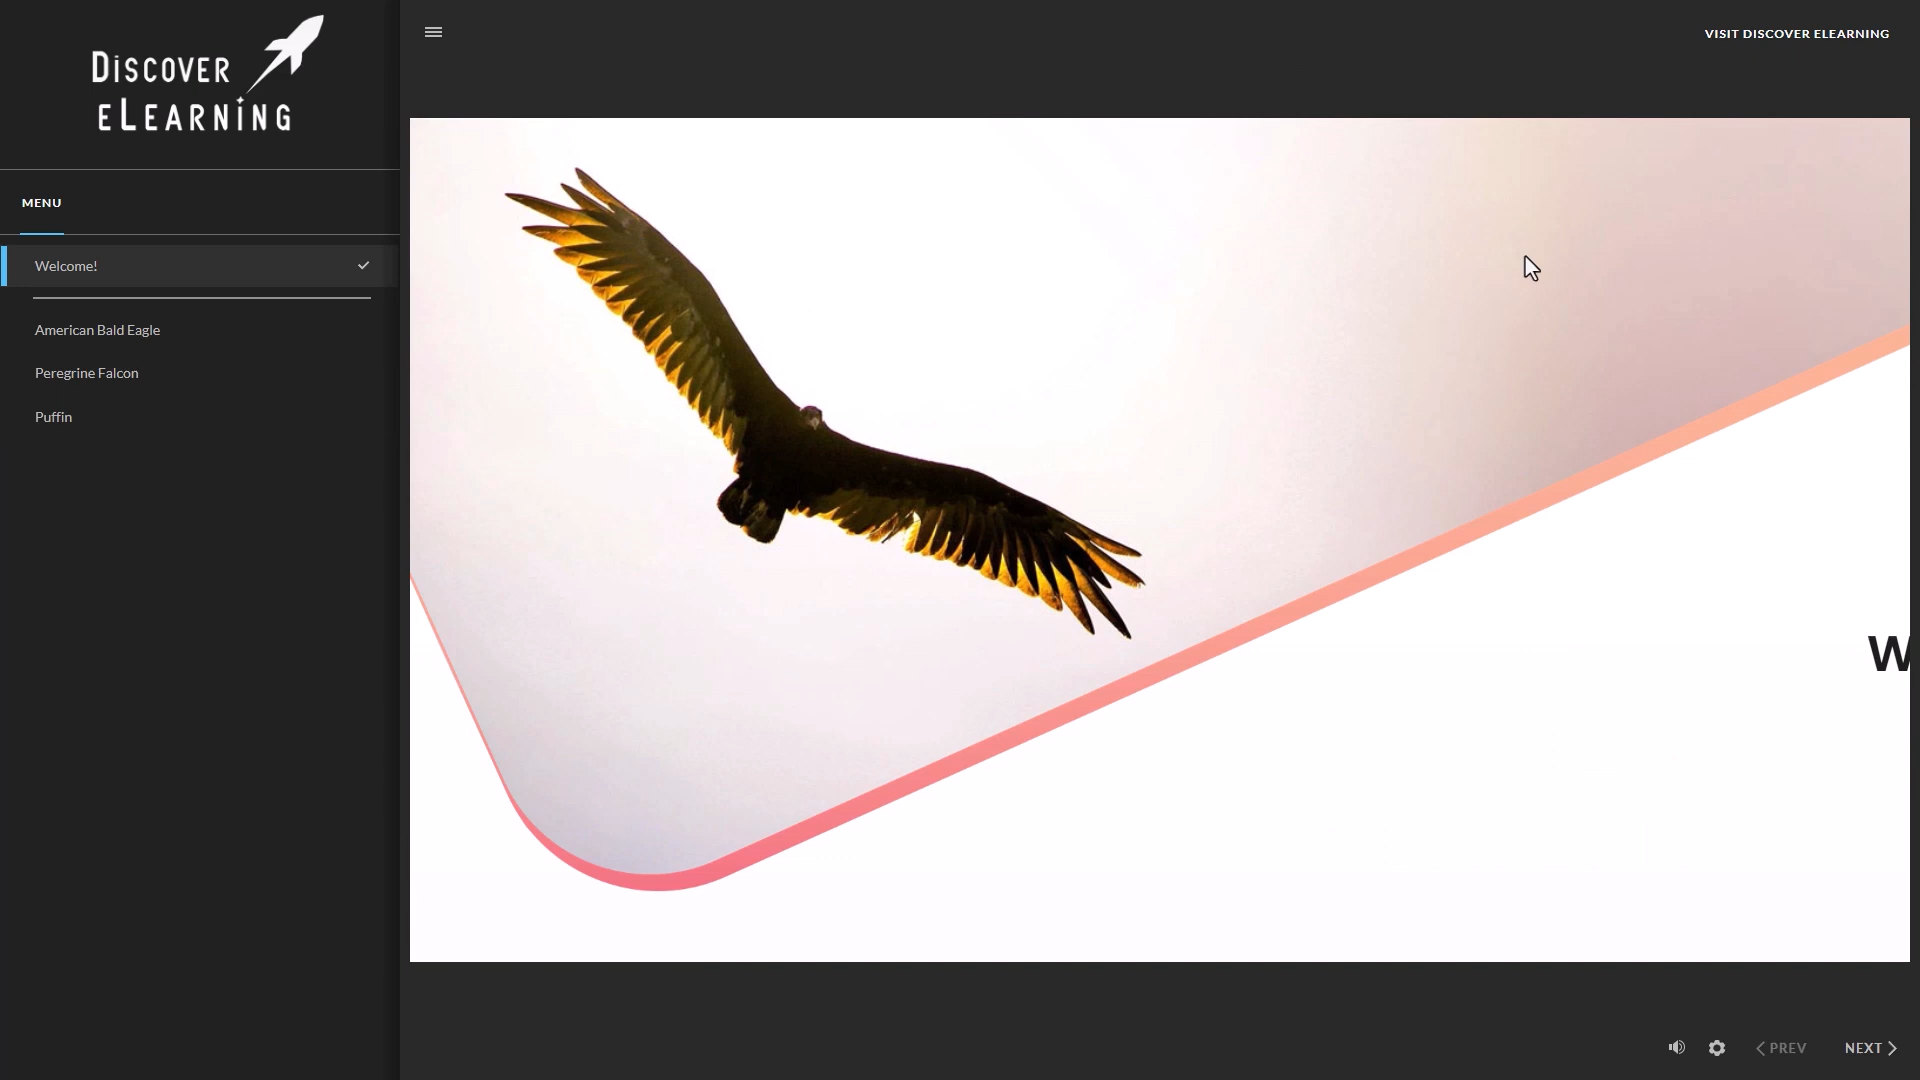 DISCOVER
ELEARNING
MENU
Welcome!
American Bald Eagle
Peregrine Falcon
Puffin
VISIT DISCOVER ELEARNING
W
PREV
NEXT